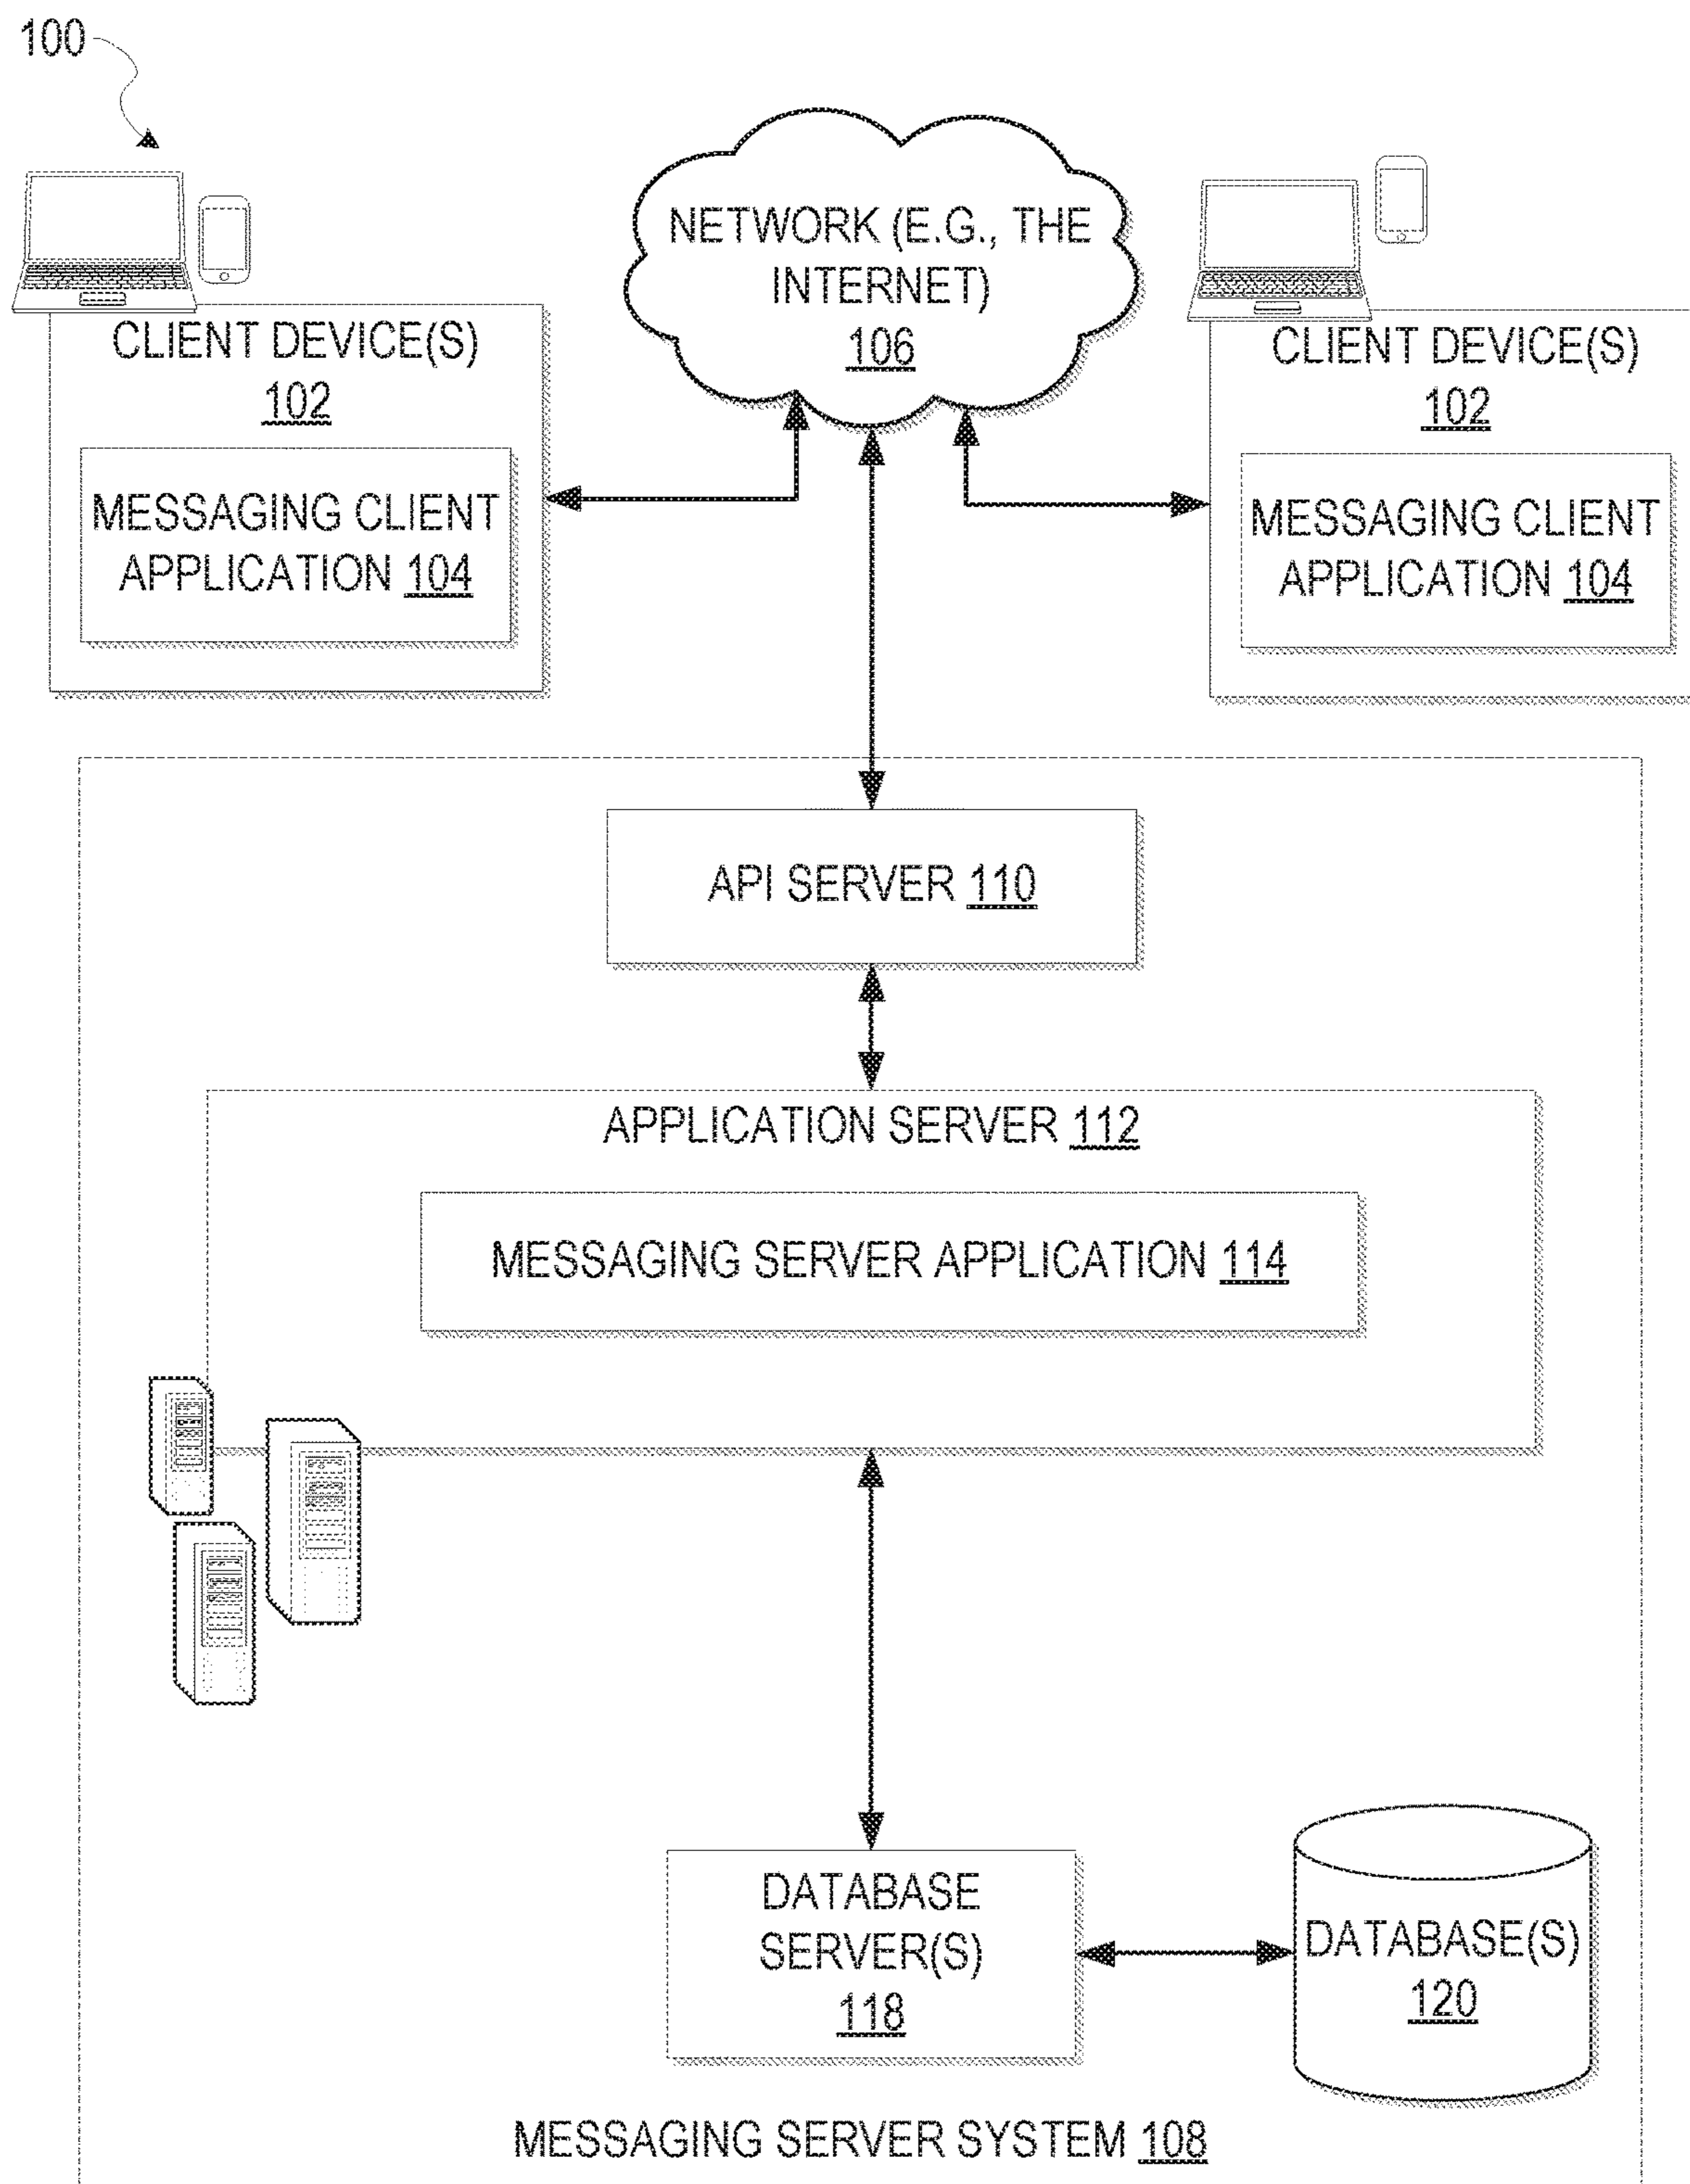 100
NETWORK (E.G., THE
INTERNET)
106
CLIENT DEVICE(S)
102
MESSAGING CLIENT
APPLICATION 104
CLIENT DEVICE(S)
102
MESSAGING CLIENT
APPLICATION 104
API SERVER 110
APPLICATION SERVER 112
MESSAGING SERVER APPLICATION 114
DATABASE
SERVER(S)
118
DATABASE(S)
120
MESSAGING SERVER SYSTEM 108